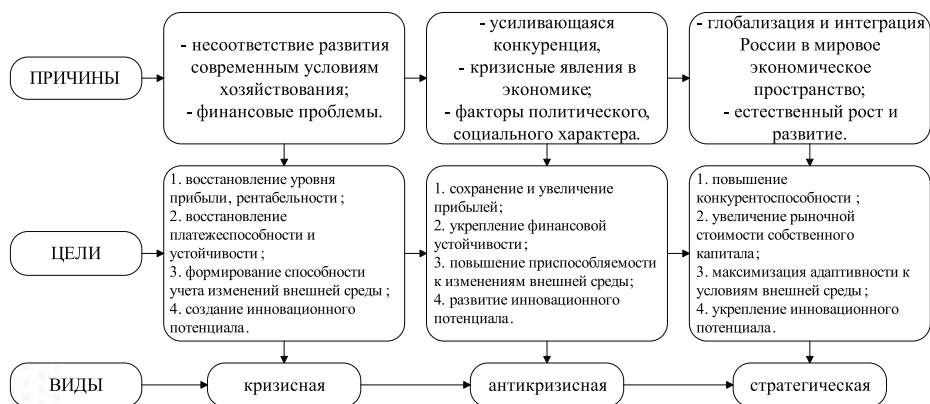 ПРИЧИНЫ
- несоответствие развития
современным условиям
хозяйствования;
- финансовые проблемы.
- усиливающаяся
конкуренция,
- кризисные явления в
экономике;
- факторы политического,
социального характера.
- глобализация и интеграция
России в мировое
экономическое
пространство;
- естественный рост и
развитие.
ЦЕЛИ
1. восстановление уровня
прибыли, рентабельности;
2. восстановление
платежеспособности и
устойчивости;
3. формирование способности
учета изменений внешней среды;
4. создание инновационного
потенциала.
1. сохранение и увеличение
прибылей;
2. укрепление финансовой
устойчивости;
3. повышение приспособляемости
к изменениям внешней среды;
4. развитие инновационного
потенциала.
1. повышение
конкурентоспособности;
2. увеличение рыночной
стоимости собственного
капитала;
3. максимизация адаптивности к
условиям внешней среды;
4. укрепление инновационного
потенциала.
ВИДЫ
кризисная
антикризисная
стратегическая